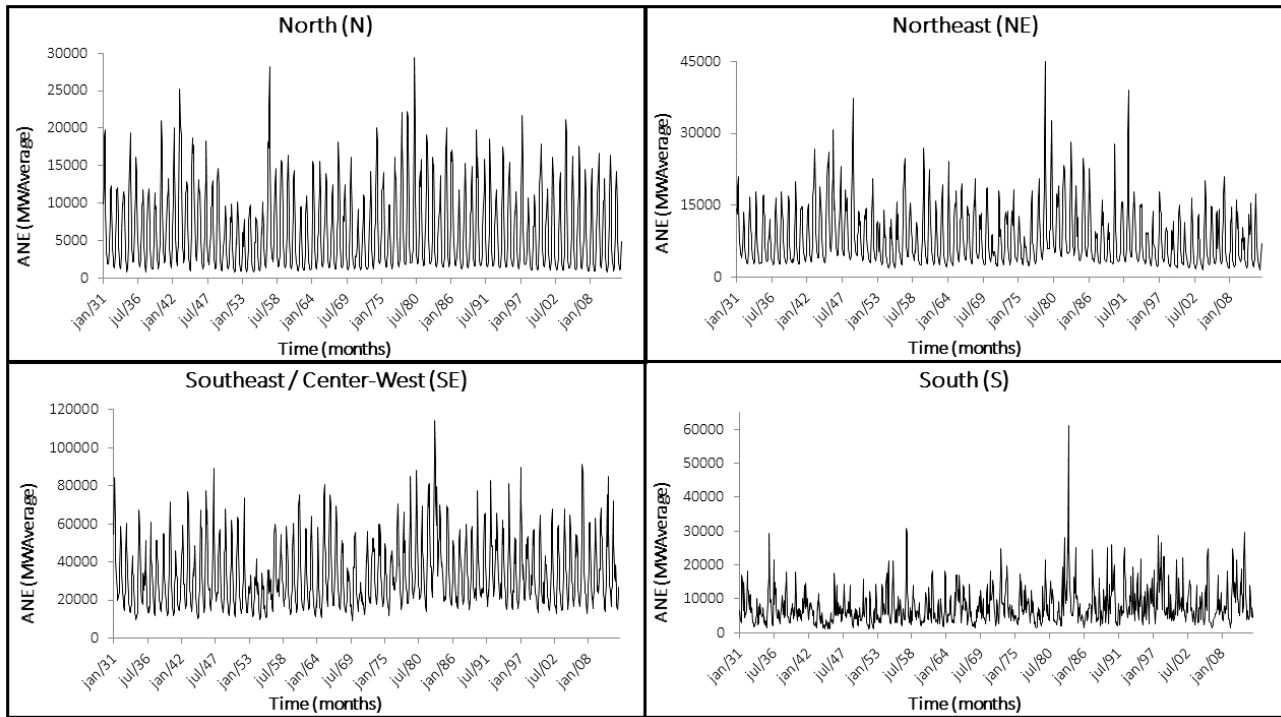 North (N)
30000
25000
20000
15000
10000
5000
0
ANE (MWAverage)
jan/31
jul/36
jan/42
jul/47
jan/53
jul/58
jan/64
jul/69
jan/75
jul/80
jan/86
jul/91
jan/97
jul/02
jan/08
Time (months)
Northeast (NE)
45000
30000
15000
0
ANE (MWAverage)
jan/31
jul/36
jan/42
jul/47
jan/53
jul/58
jan/64
jul/69
jan/75
jul/80
jan/86
jul/91
jan/97
jul/02
jan/08
Time (months)
Southeast / Center-West (SE)
120000
100000
80000
60000
40000
20000
0
ANE (MWAverage)
jan/31
jul/36
jan/42
jul/47
jan/53
jul/58
jan/64
jul/69
jan/75
jul/80
jan/86
jul/91
jan/97
jul/02
jan/08
Time (months)
South (S)
60000
50000
40000
30000
20000
10000
0
ANE (MWAverage)
jan/31
jul/36
jan/42
jul/47
jan/53
jul/58
jan/64
jul/69
jan/75
jul/80
jan/86
jul/91
jan/97
jul/02
jan/08
Time (months)